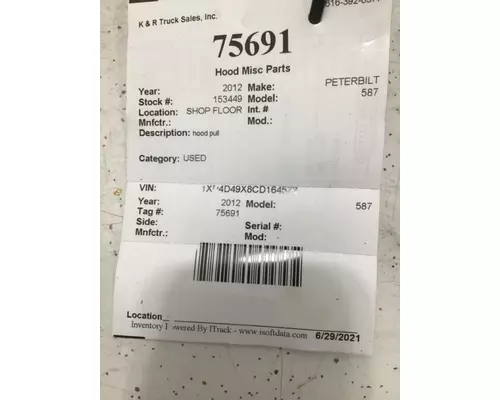 K & R Truck Sales, Inc.
75691
Hood Misc Parts
Year: 2012 Make: PETERBILT
Stock #: 153449 Model: 587
Location: SHOP FLOOR Int. #
Mnfctr.: Mod.:
Description: hood pull
Category: USED
VIN:
Year: 2012 Model: 587
Tag #: 75691
Side: Serial #:
Mnfctr.: Mod:
Location
Inventory Powered By ITrack - www.isoftdata.com 6/29/2021